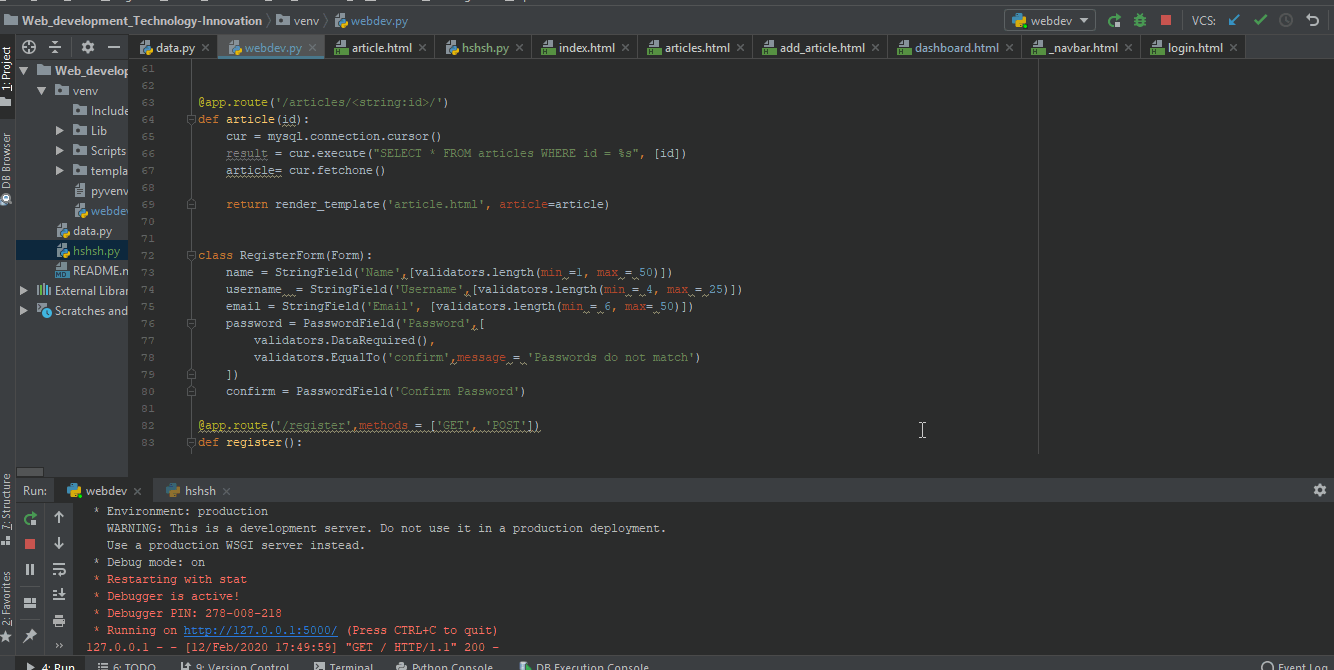 Web_development_Technology-Innovation venv webdev.py webdev VCS:
data.py webdev.py article.html hshsh.py index.html articles.html add_article.html dashboard.html _navbar.html login.html
1: Project
DB Browser
7: Structure
2: Favorites
Web_develop
venv
Include
Lib
Scripts
templa
pyvenv
webdev
data.py
hshsh.py
README.m
External Librar
Scratches and
61
62
63 @app.route('/articles/<string:id>/')
64 def article(id):
65 cur = mysql.connection.cursor()
66 result = cur.execute("SELECT * FROM articles WHERE id = %s", [id])
67 article= cur.fetchone()
68
69 return render_template('article.html', article=article)
70
71
72 class RegisterForm(Form):
73 name = StringField('Name',[validators.length(min =1, max = 50)])
74 username  = StringField('Username',[validators.length(min = 4, max = 25)])
75 email = StringField('Email', [validators.length(min = 6, max= 50)])
76 password = PasswordField('Password',[
77 validators.DataRequired(),
78 validators.EqualTo('confirm',message = 'Passwords do not match')
79 ])
80 confirm = PasswordField('Confirm Password')
81
82 @app.route('/register',methods = ['GET', 'POST'])
83 def register():
Run: webdev hshsh
* Environment: production
WARNING: This is a development server. Do not use it in a production deployment.
Use a production WSGI server instead.
* Debug mode: on
* Restarting with stat
* Debugger is active!
* Debugger PIN: 278-008-218
* Running on http://127.0.0.1:5000/ (Press CTRL+C to quit)
127.0.0.1 - - [12/Feb/2020 17:49:59] "GET / HTTP/1.1" 200 -
4: Run 6: TODO 9: Version Control Terminal Python Console DB Execution Console Event Log